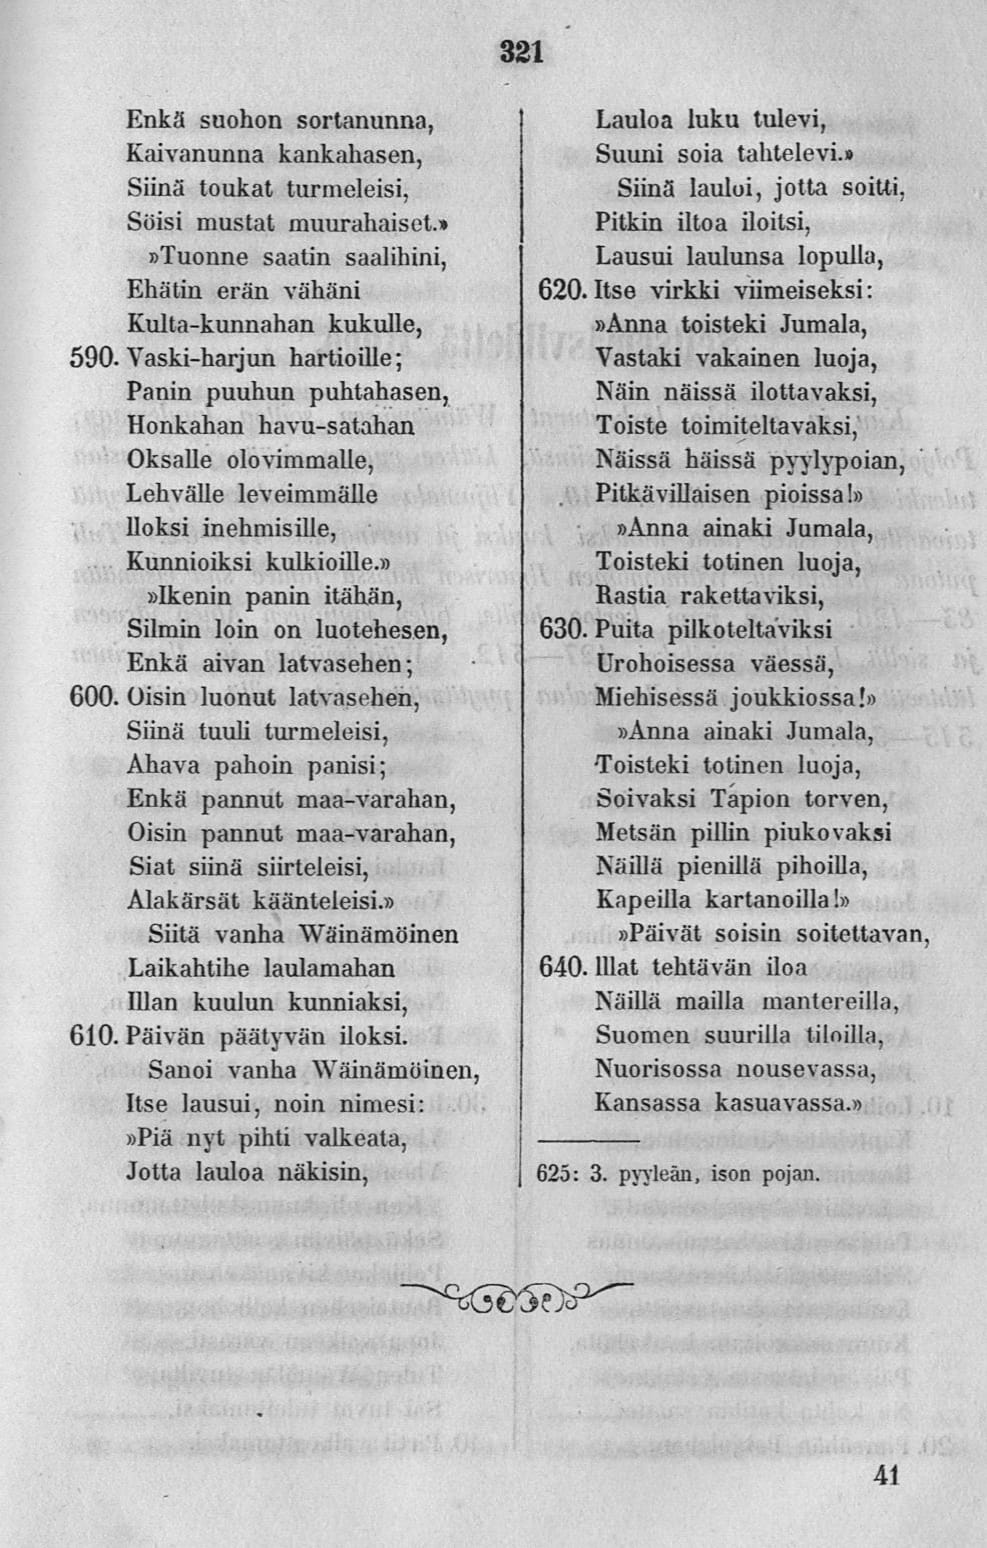 321
Enkä suohon sortanunna,
Kaivanunna kankahasen,
Siinä toukat turmeleisi,
Söisi mustat muurahaiset.»
»Tuonne saatin saalihini,
Ehätin erän vähäni
Kulta-kunnahan kukulle,
590. Vaski-harjun hartioille;
Panin puuhun puhtahasen,
Honkahan havu-satahan
Oksalle olovimmalle,
Lehvälle leveimmälle
Iloksi inehmisille,
Kunnioiksi kulkioille.»
»Ikenin panin itähän,
Silmin loin on luotehesen,
Enkä aivan latvasehen;
600. Oisin luonut latvasehen,
Siinä tuuli turmeleisi,
Ahava pahoin panisi;
Enkä pannut maa-varahan,
Oisin pannut maa-varahan,
Siat siinä siirteleisi,
Alakärsät käänteleisi.»
Siitä vanha Wäinämöinen
Laikahtihe laulamahan
Illan kuulun kunniaksi,
610. Päivän päätyvän iloksi.
Sanoi vanha Wäinämöinen,
Itse lausui, noin nimesi:
»Piä nyt pihti valkeata,
Jotta lauloa näkisin,
Lauloa luku tulevi,
Suuni soia tahtelevi.»
Siinä lauloi, jotta soitti,
Pitkin iltoa iloitsi,
Lausui laulunsa lopulla,
620. Itse virkki viimeiseksi:
»Anna toisteki Jumala,
Vastaki vakainen luoja,
Näin näissä ilottavaksi,
Toiste toimiteltavaksi,
Näissä häissä pyylypoian,
Pitkävillaisen pioissa!»
»Anna ainaki Jumala,
Toisteki totinen luoja,
Rastia rakettaviksi,
630. Puita pilkoteltaviksi
Urohoisessa väessä,
Miehisessä joukkiossa!»
»Anna ainaki Jumala,
Toisteki totinen luoja,
Soivaksi Tapion torven,
Metsän pillin piukovaksi
Näillä pienillä pihoilla,
Kapeilla kartanoilla!»
»Päivät soisin soitettavan,
640. Illat tehtävän iloa
Näillä mailla mantereilla,
Suomen suurilla tiloilla,
Nuorisossa nousevassa,
Kansassa kasuavassa.»
625: 3. pyyleän, ison pojan.
41